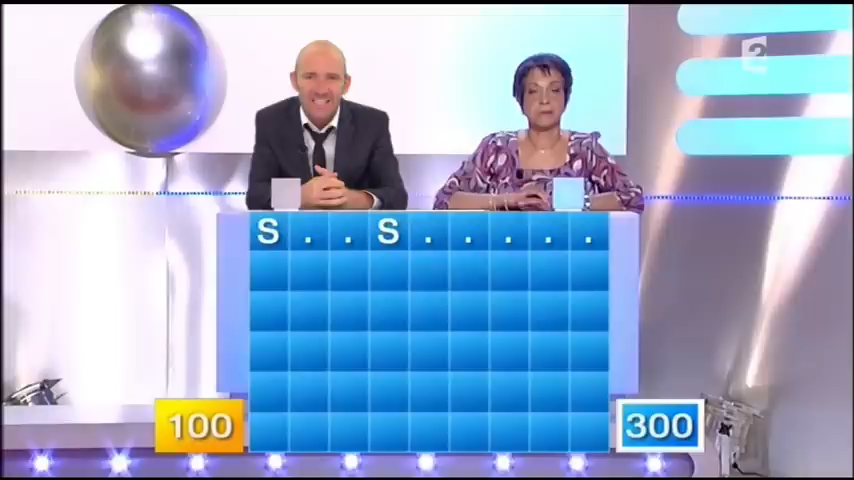 2
S . . S . . . . .
100
300